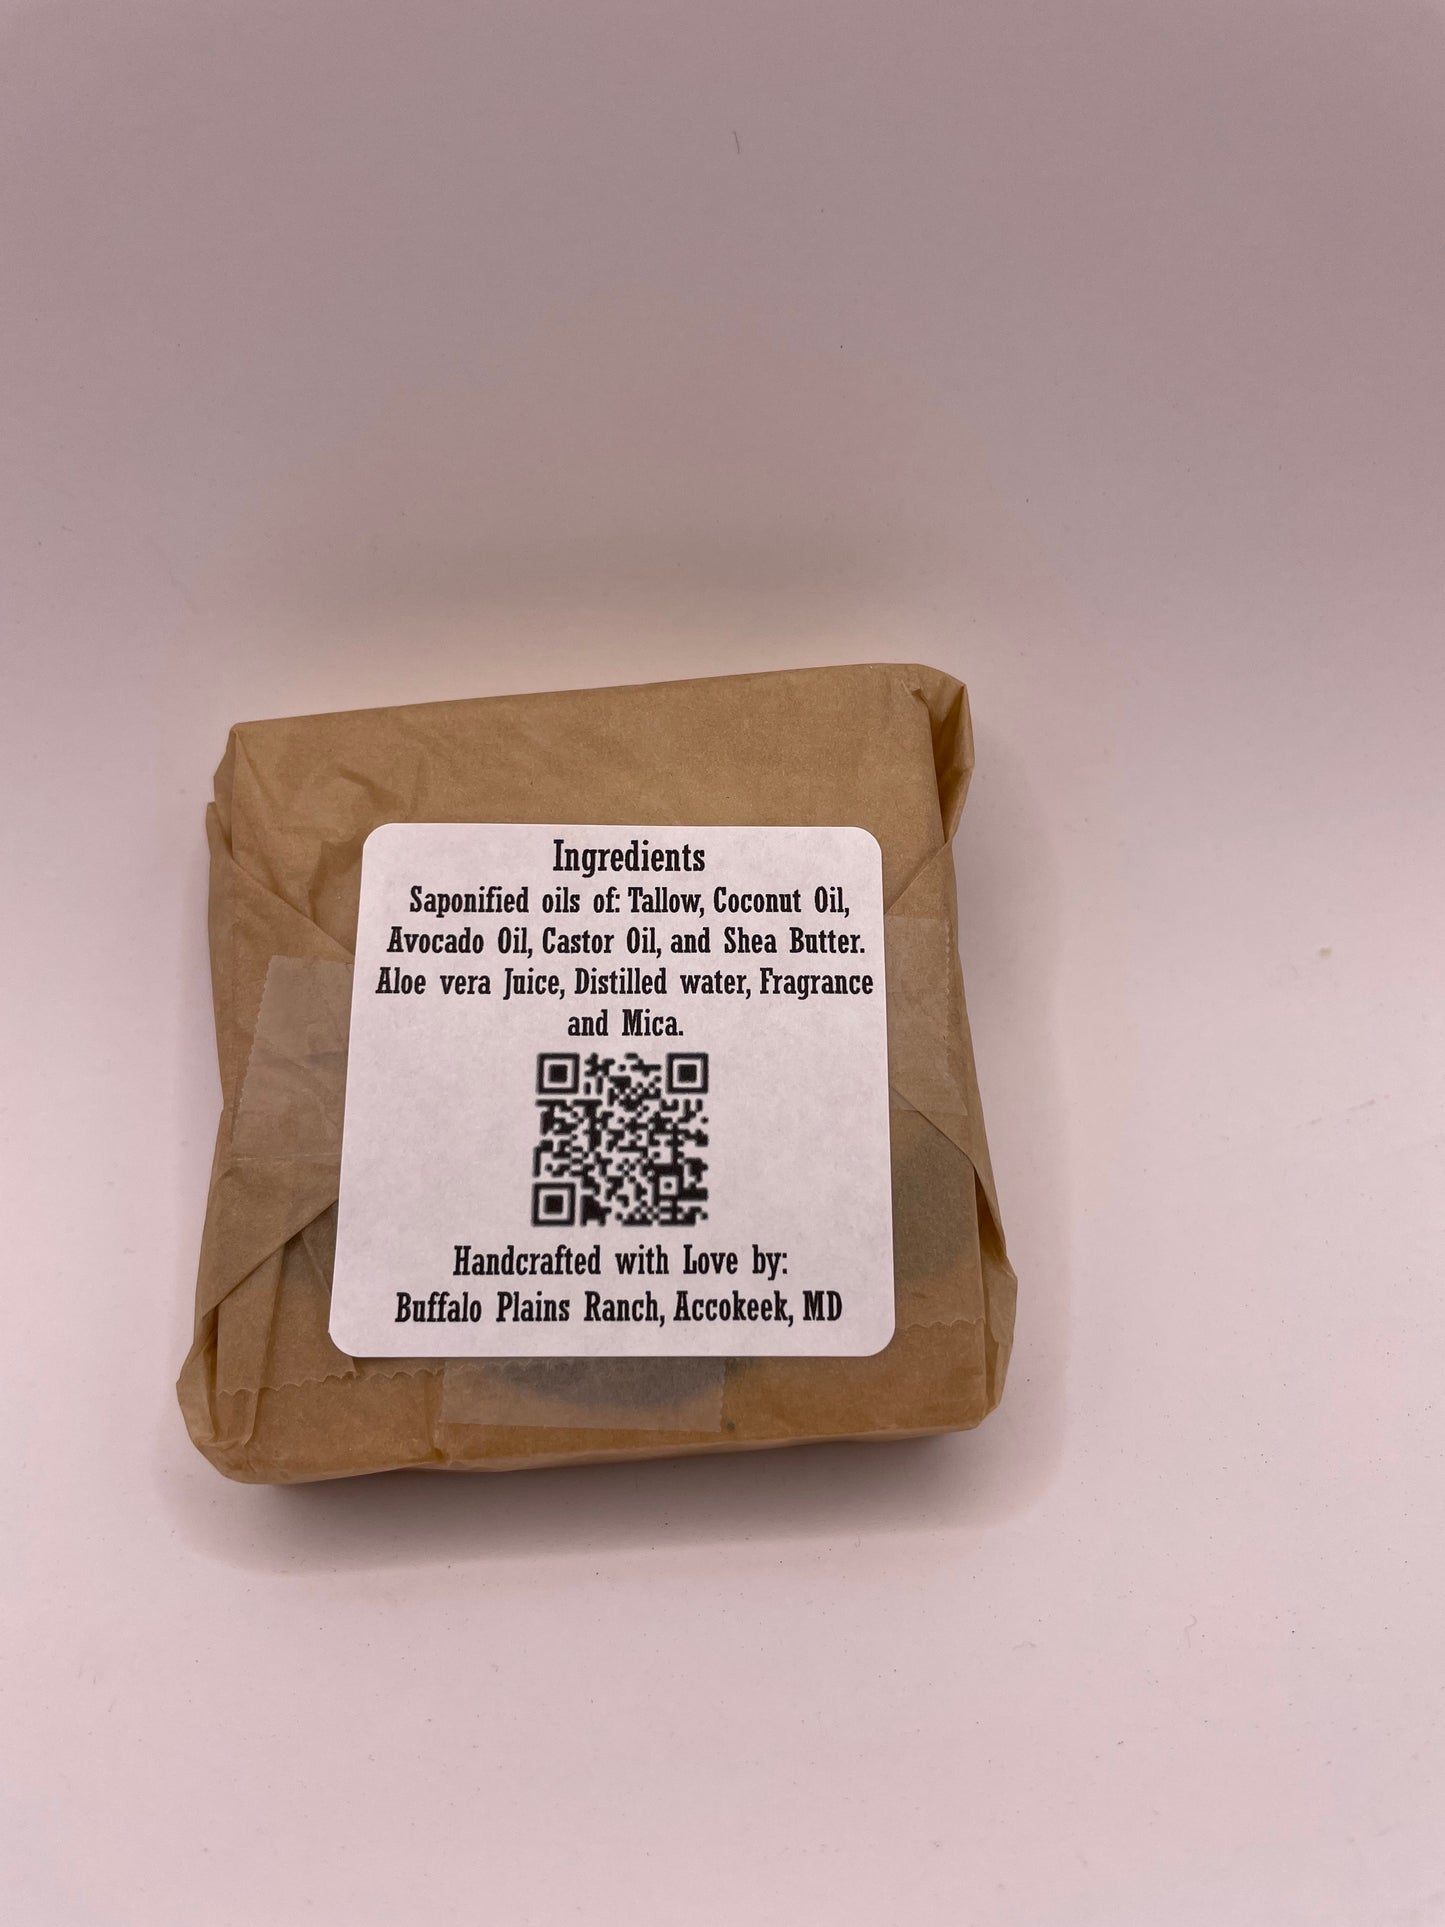 Ingredients
Saponified oils of: Tallow, Coconut Oil,
Avocado Oil, Castor Oil, and Shea Butter.
Aloe vera Juice, Distilled water, Fragrance
and Mica.
Handcrafted with Love by:
Buffalo Plains Ranch, Accokeek, MD